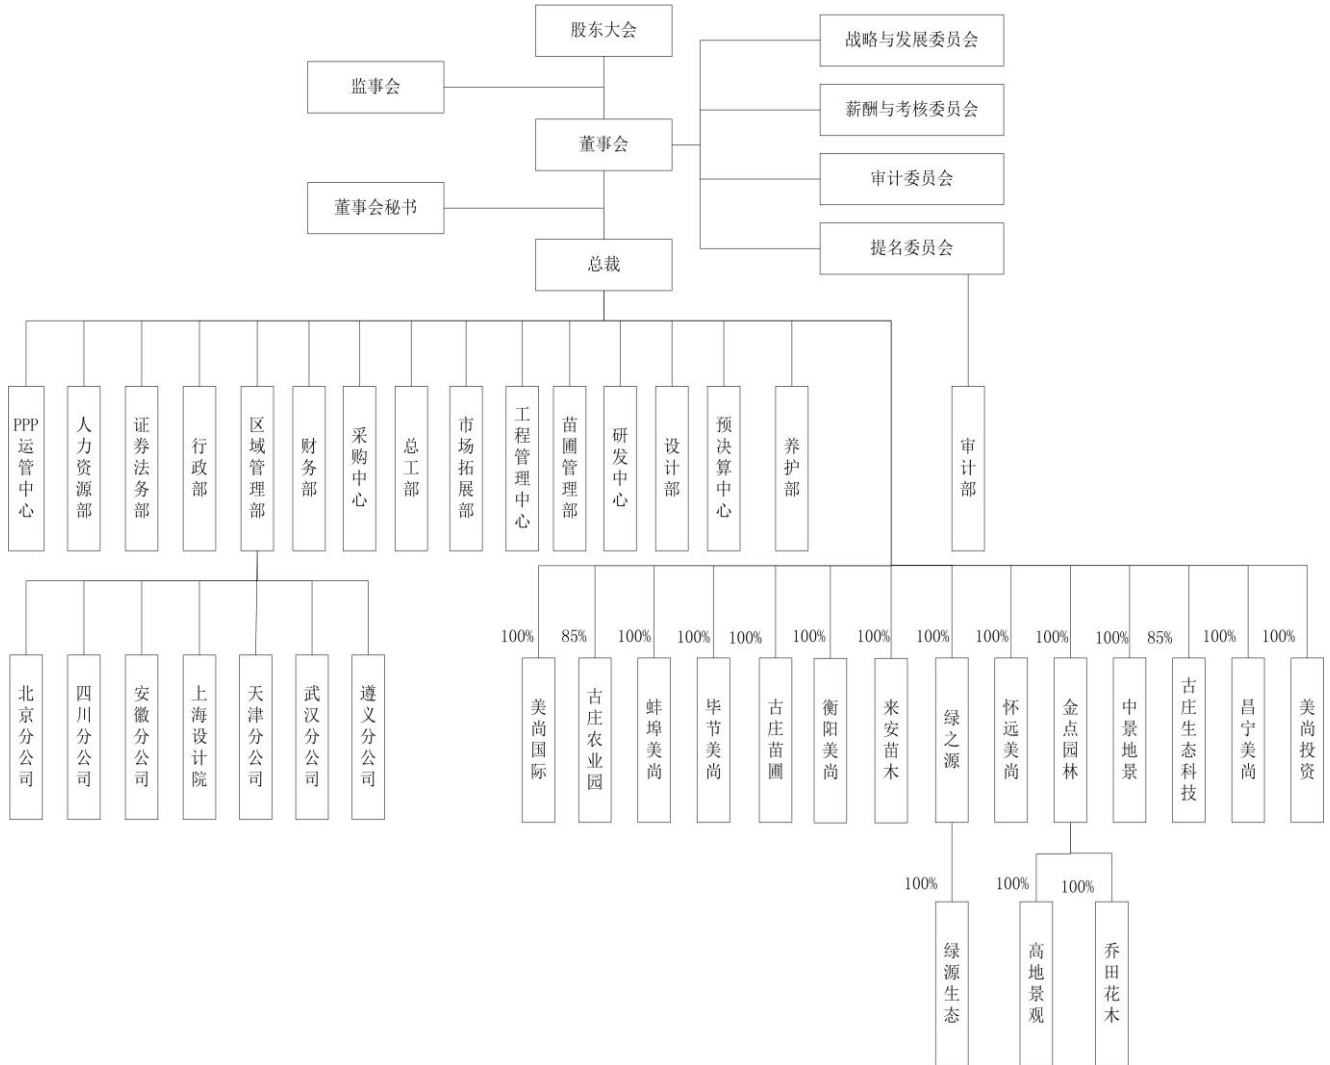 股东大会
战略与发展委员会
监事会
薪酬与考核委员会
董事会
审计委员会
董事会秘书
提名委员会
总裁
PPP运管中心
人力资源部
证券法务部
行政部
区域管理部
财务部
采购中心
总工部
市场拓展部
工程管理中心
苗圃管理部
研发中心
设计部
预决算中心
养护部
审计部
100%
85%
100%
100%
100%
100%
100%
100%
100%
100%
100%
85%
100%
100%
北京分公司
四川分公司
安徽分公司
上海设计院
天津分公司
武汉分公司
遵义分公司
美尚国际
古庄农业园
蚌埠美尚
毕节美尚
古庄苗圃
衡阳美尚
来安苗木
绿之源
怀远美尚
金点园林
中景地景
古庄生态科技
昌宁美尚
美尚投资
100%
100%
100%
绿源生态
高地景观
乔田花木